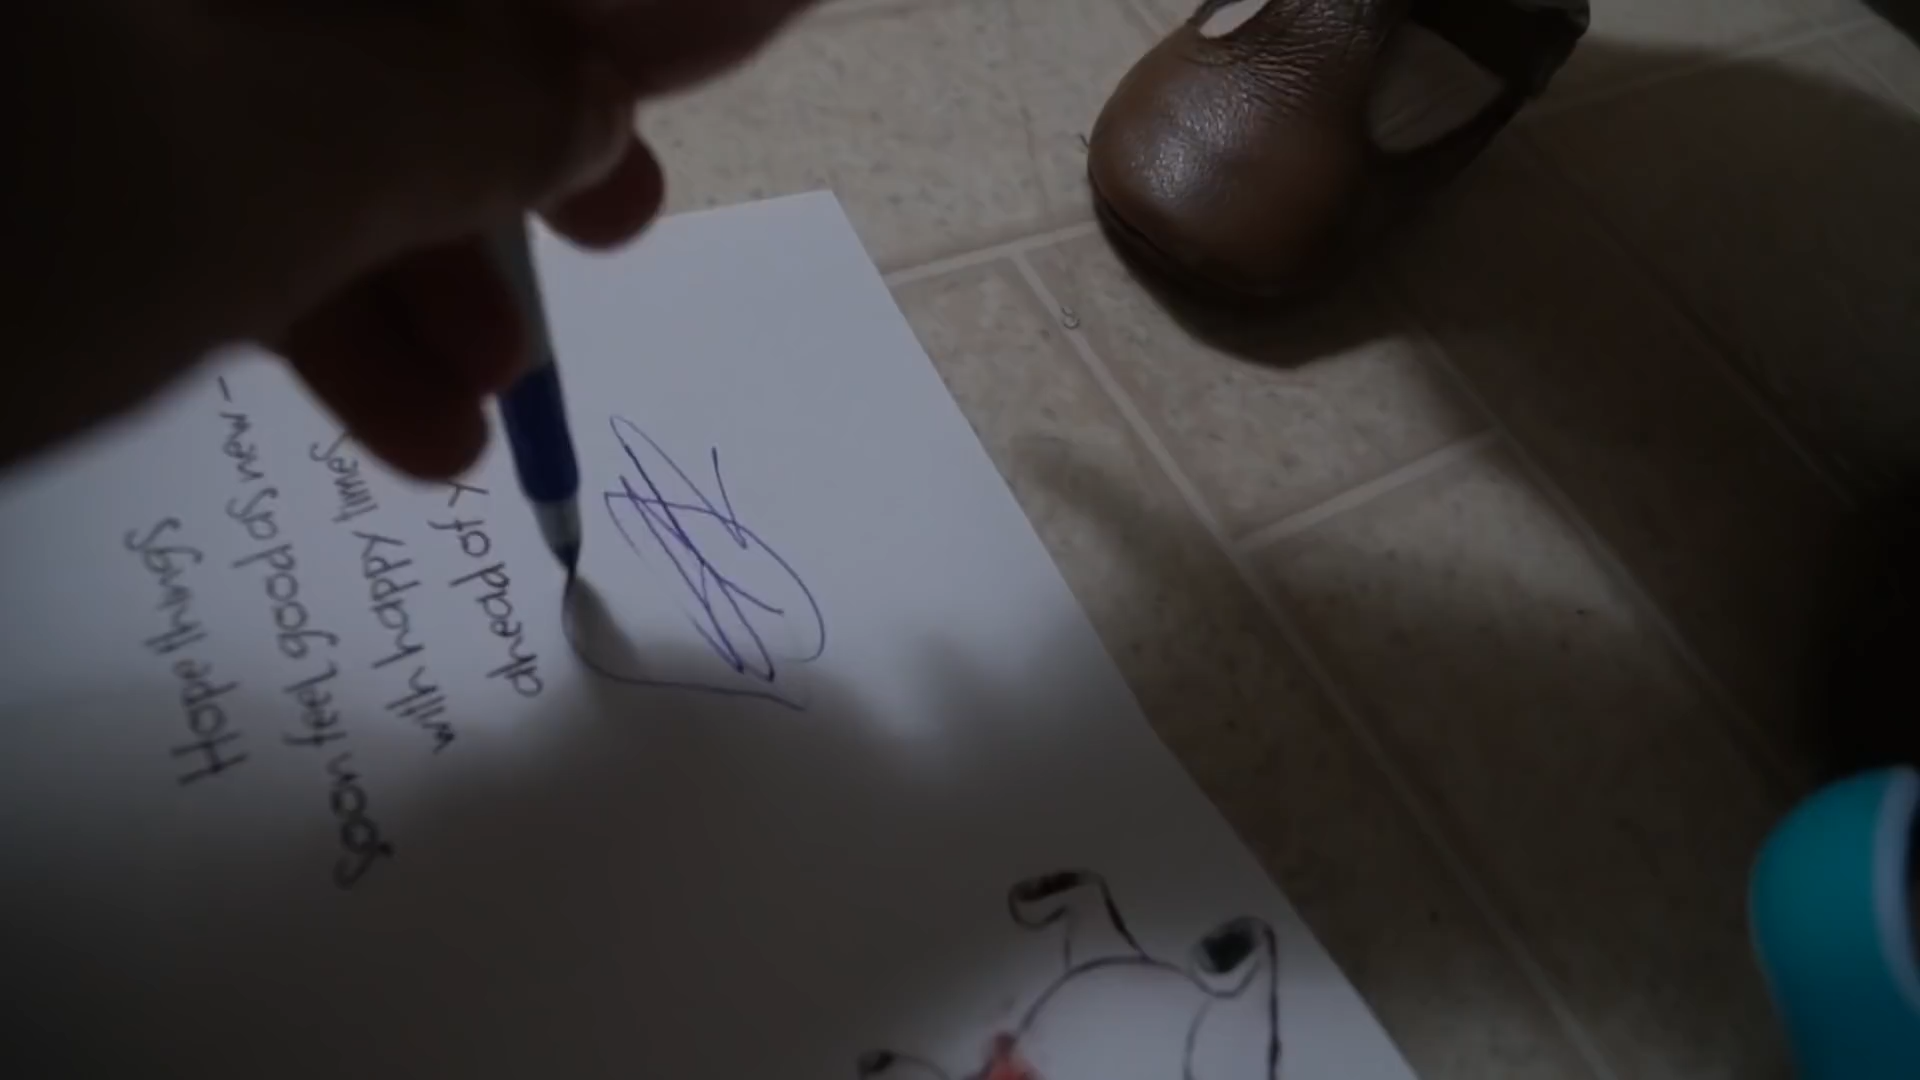 Hope things
soon feel good as new -
with happy times
ahead of